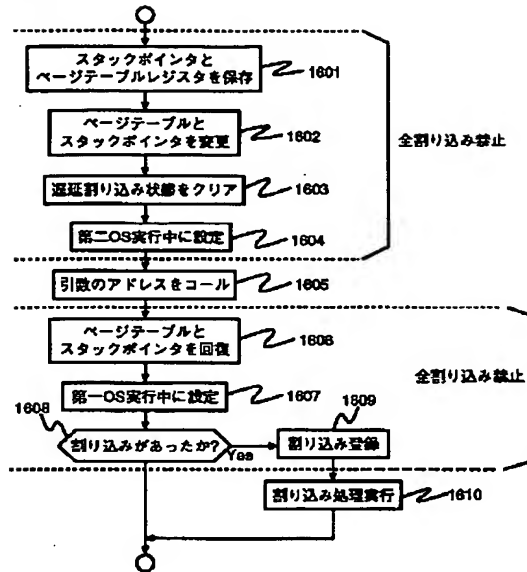 スタックポインタと
ページテーブルレジスタを保存
1601
ページテーブルと
スタックポインタを変更
1602
全割り込み禁止
遅延割り込み状態をクリア
1603
第二OS実行中に設定
1604
引数のアドレスをコール
1605
ページテーブルと
スタックポインタを回復
1606
全割り込み禁止
第一OS実行中に設定
1607
1608
1609
割り込みがあったか?
Yes
割り込み登録
割り込み処理実行
1610